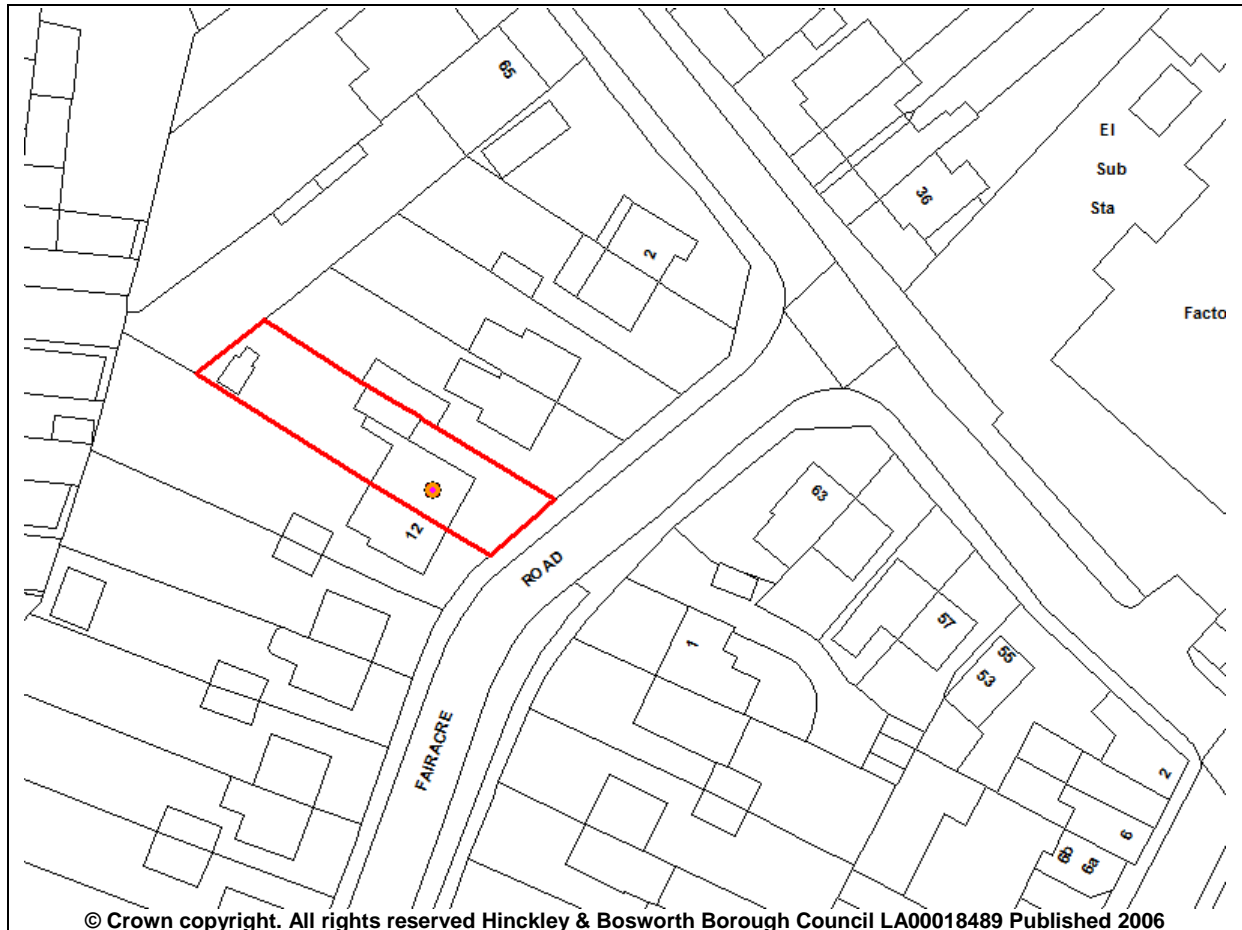 65
El
Sub
Sta
36
2
Facto
63
12
ROAD
57
1
55
53
FAIRACRE
2
6
6b
6a
© Crown copyright. All rights reserved Hinckley & Bosworth Borough Council LA00018489 Published 2006